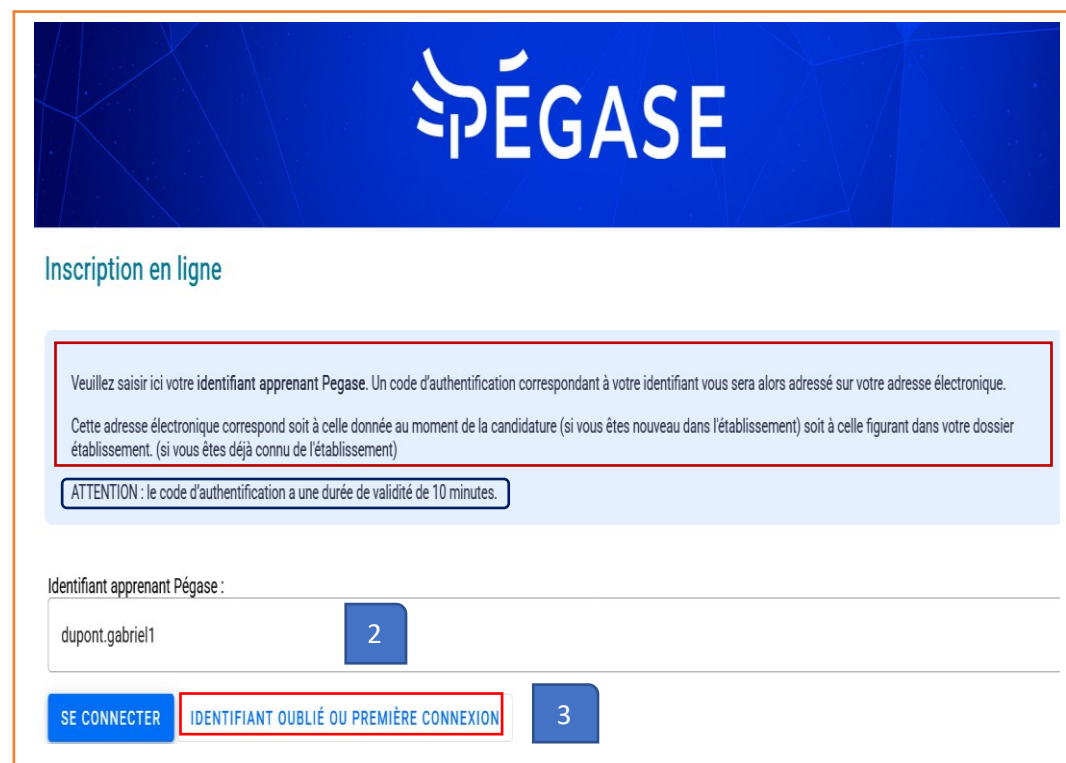 PÉGASE
Inscription en ligne
Veuillez saisir ici votre identifiant apprenant Pegase. Un code d'authentification correspondant à votre identifiant vous sera alors adressé sur votre adresse électronique.
Cette adresse électronique correspond soit à celle donnée au moment de la candidature (si vous êtes nouveau dans l'établissement) soit à celle figurant dans votre dossier
établissement. (si vous êtes déjà connu de l'établissement)
ATTENTION : le code d'authentification a une durée de validité de 10 minutes.
Identifiant apprenant Pégase :
dupont.gabriel1 2
SE CONNECTER IDENTIFIANT OUBLIÉ OU PREMIÈRE CONNEXION 3